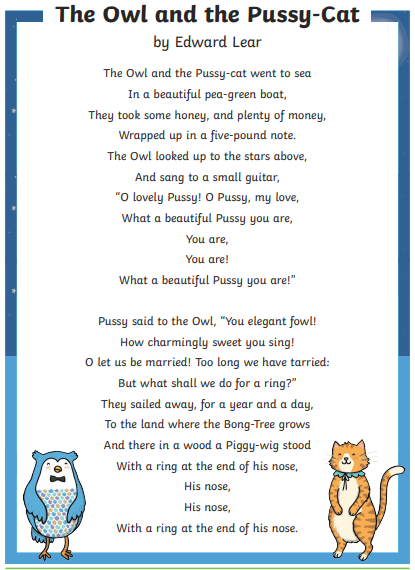 The Owl and the Pussy-Cat
by Edward Lear
The Owl and the Pussy-cat went to sea
In a beautiful pea-green boat,
They took some honey, and plenty of money,
Wrapped up in a five-pound note.
The Owl looked up to the stars above,
And sang to a small guitar,
“O lovely Pussy! O Pussy, my love,
What a beautiful Pussy you are,
You are,
You are!
What a beautiful Pussy you are!”
Pussy said to the Owl, “You elegant fowl!
How charmingly sweet you sing!
O let us be married! Too long we have tarried:
But what shall we do for a ring?”
They sailed away, for a year and a day,
To the land where the Bong-Tree grows
And there in a wood a Piggy-wig stood
With a ring at the end of his nose,
His nose,
His nose,
With a ring at the end of his nose.